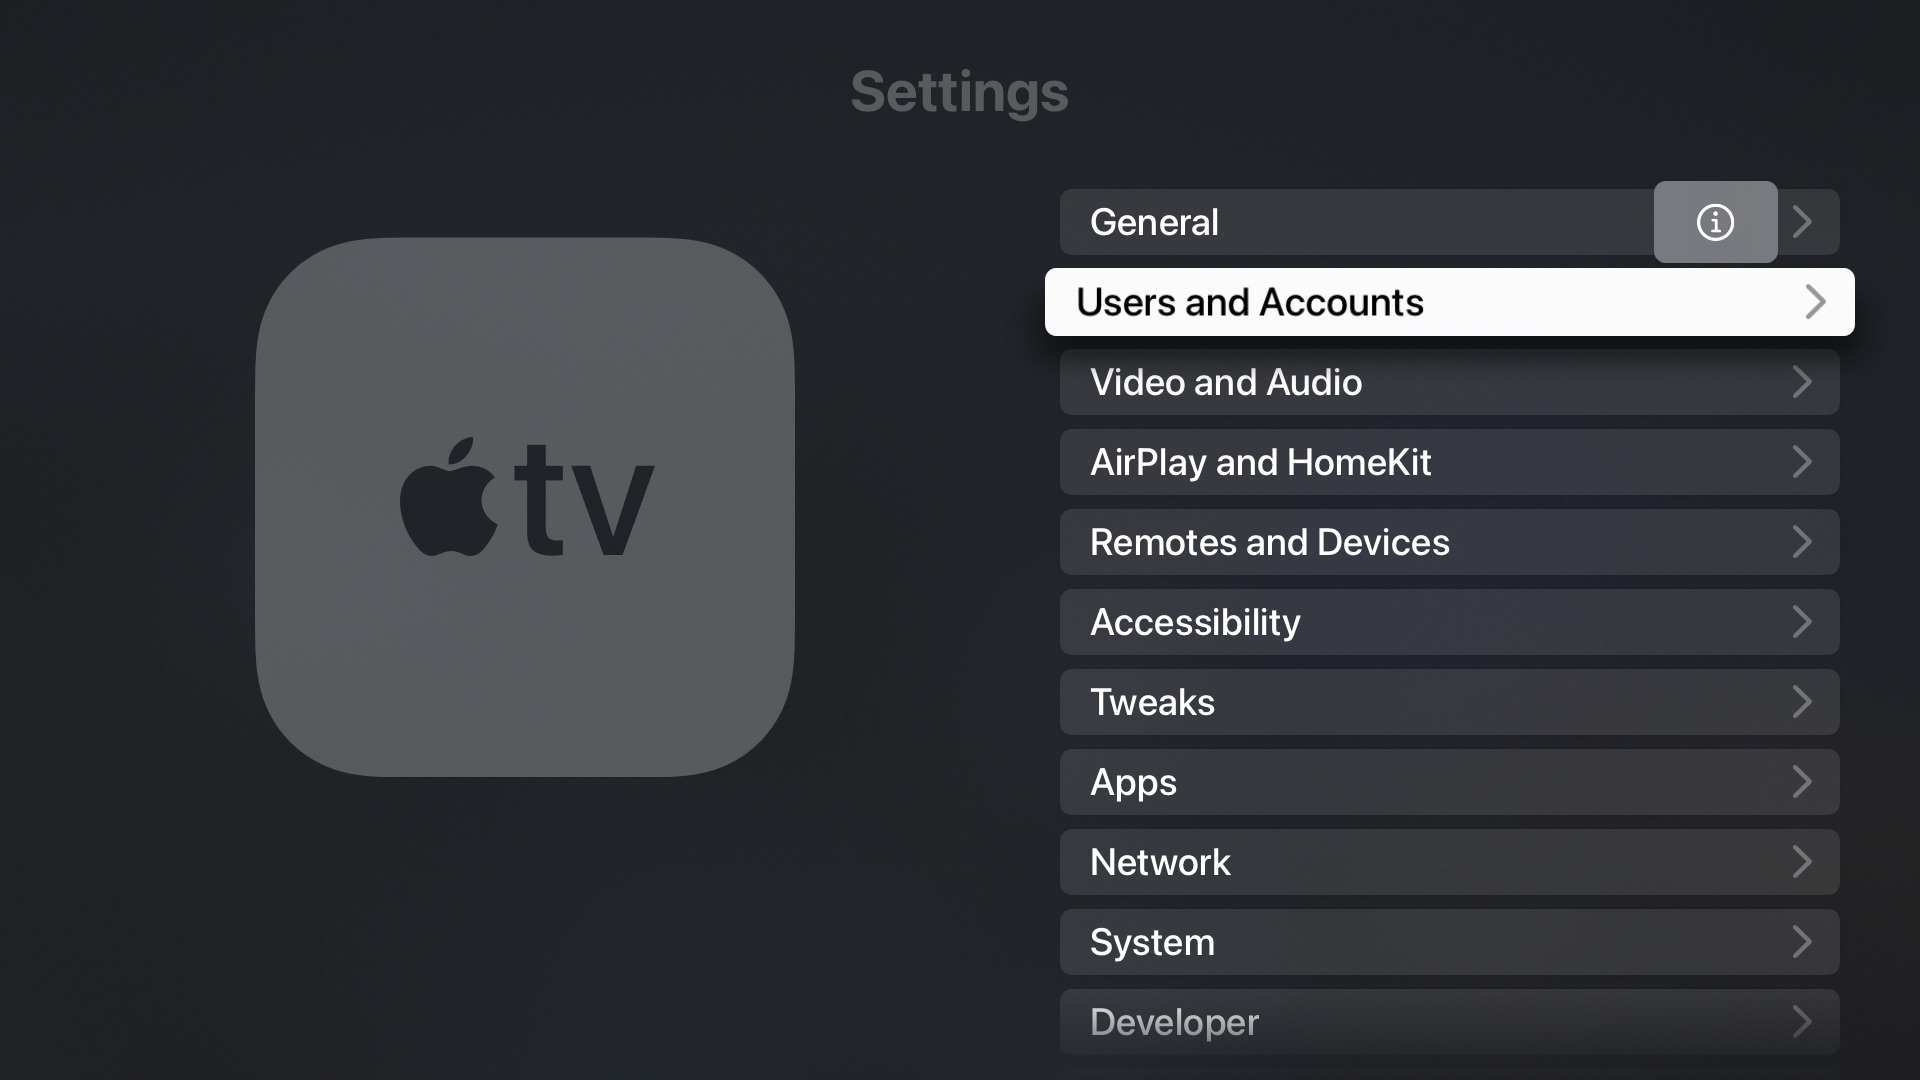 Settings
tv
General
Users and Accounts
Video and Audio
AirPlay and HomeKit
Remotes and Devices
Accessibility
Tweaks
Apps
Network
System
Developer